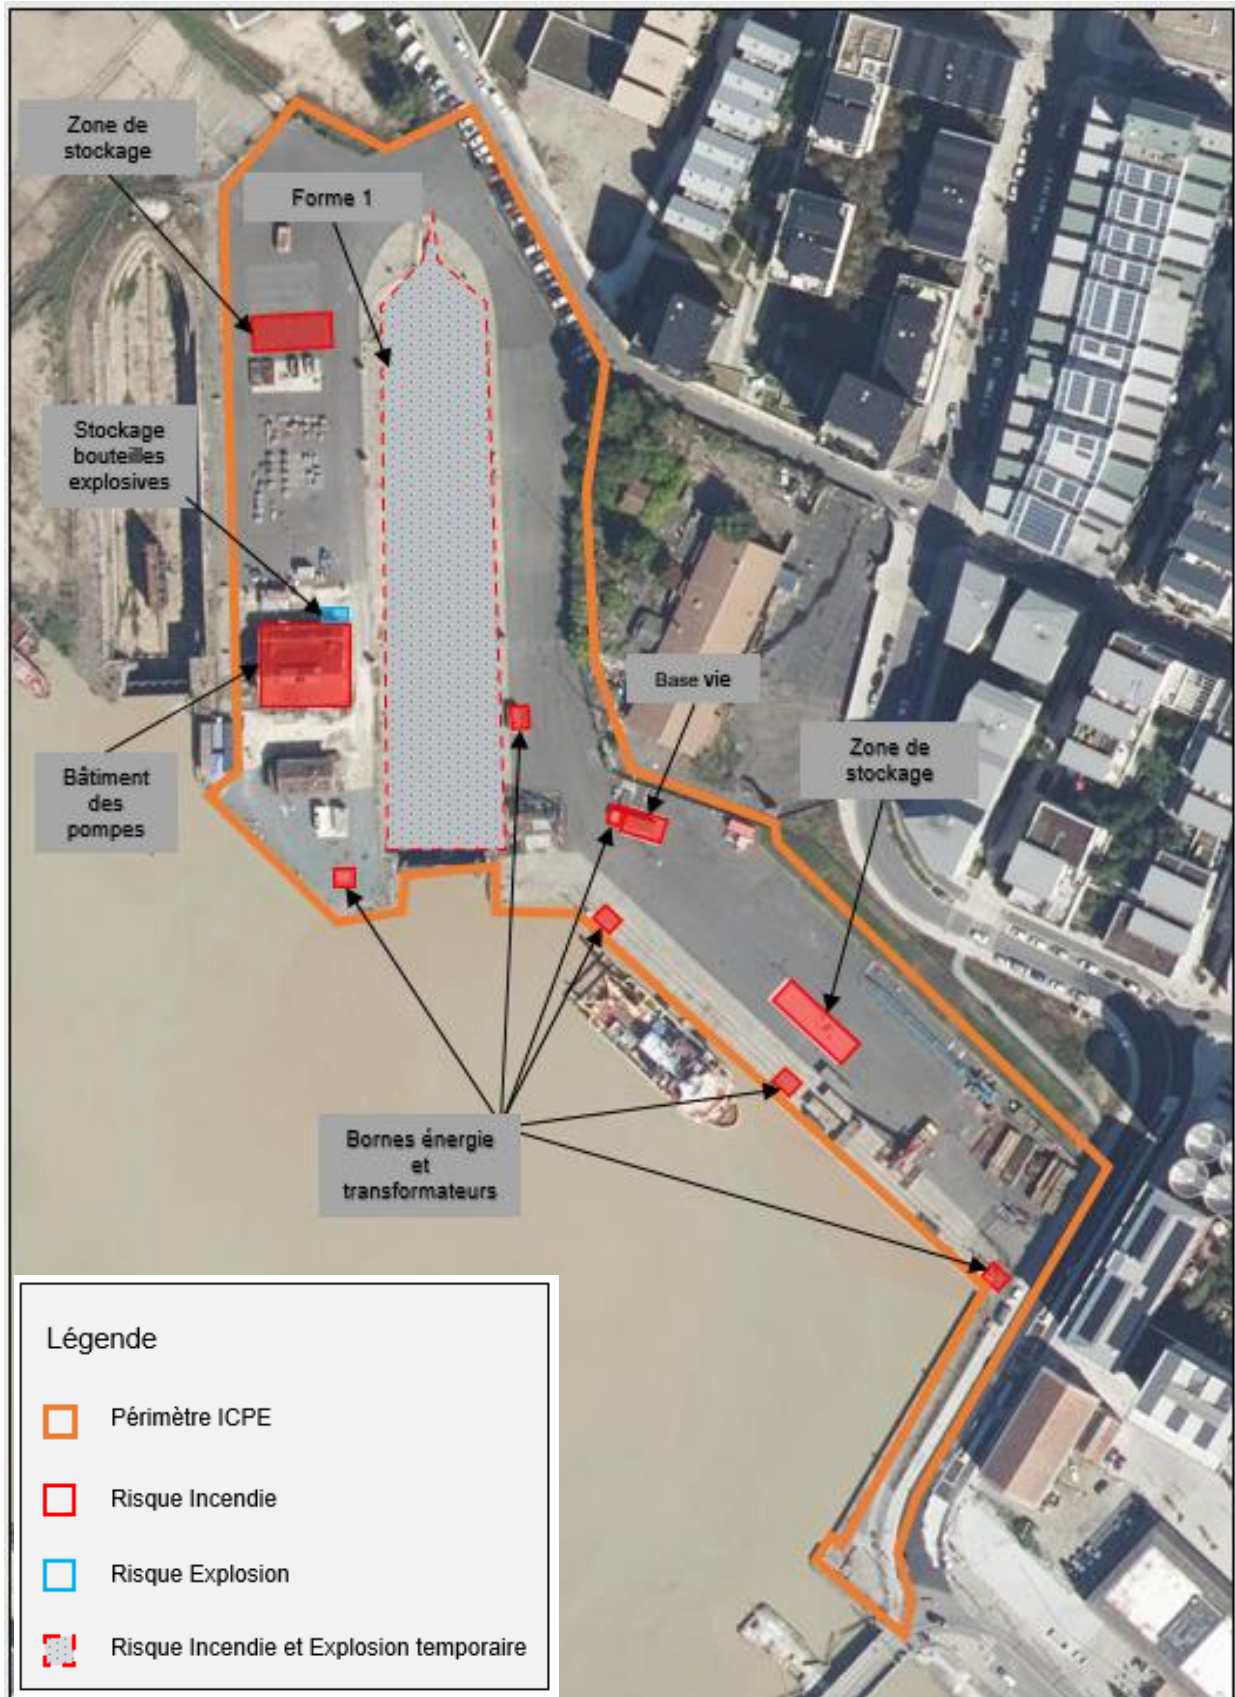 Zone de
stockage
Forme 1
Stockage
bouteilles
explosives
Base vie
Zone de
stockage
Bâtiment
des
pompes
Bornes énergie
et
transformateurs
Légende
Périmètre ICPE
Risque Incendie
Risque Explosion
Risque Incendie et Explosion temporaire